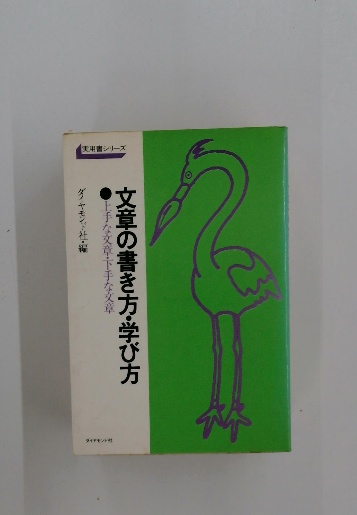 実用書シリーズ
文章の書き方・学び方
●上手な文章・下手な文章
ダイヤモンド社・編
ダイヤモンド社